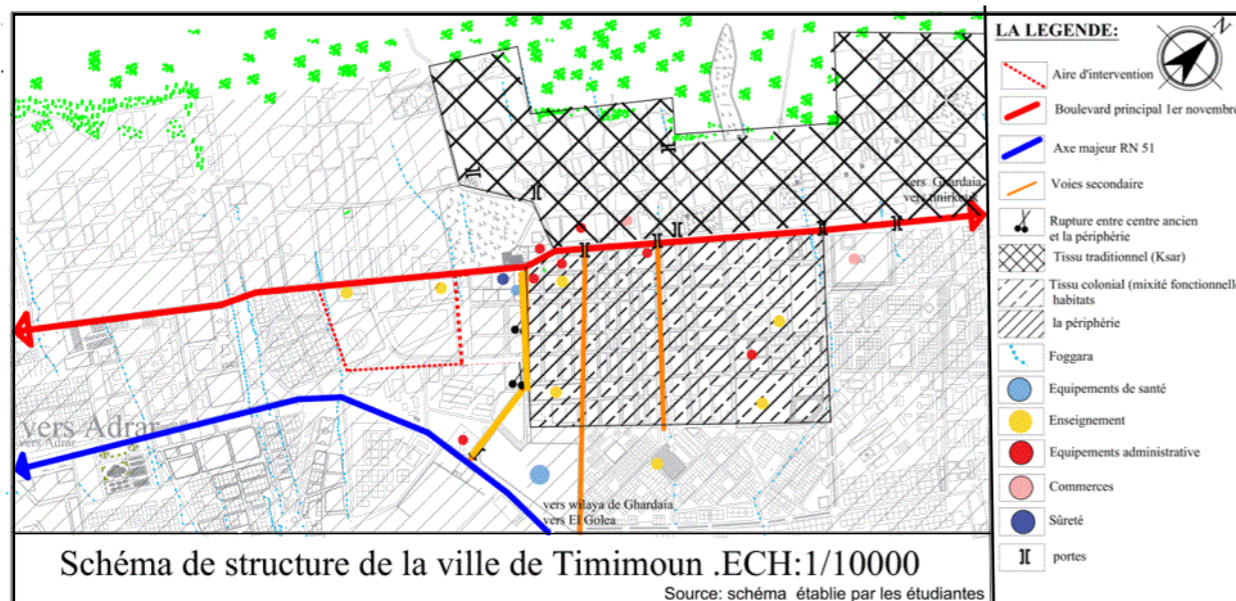 LA LEGENDE:
N
Aire d'intervention
Boulevard principal 1er novembre
Axe majeur RN 51
Voies secondaire
Rupture entre centre ancien
et la périphérie
Tissu traditionnel (Ksar)
Tissu colonial (mixité fonctionnelle
habitats
la périphérie
Foggara
Equipements de santé
Enseignement
Equipements administrative
Commerces
Sûreté
portes
vers Ghardaia
vers
vers Adrar
vers Adrar
vers wilaya de Ghardaia
vers El Golea
Schéma de structure de la ville de Timimoun .ECH:1/10000
Source: schéma établie par les étudiantes